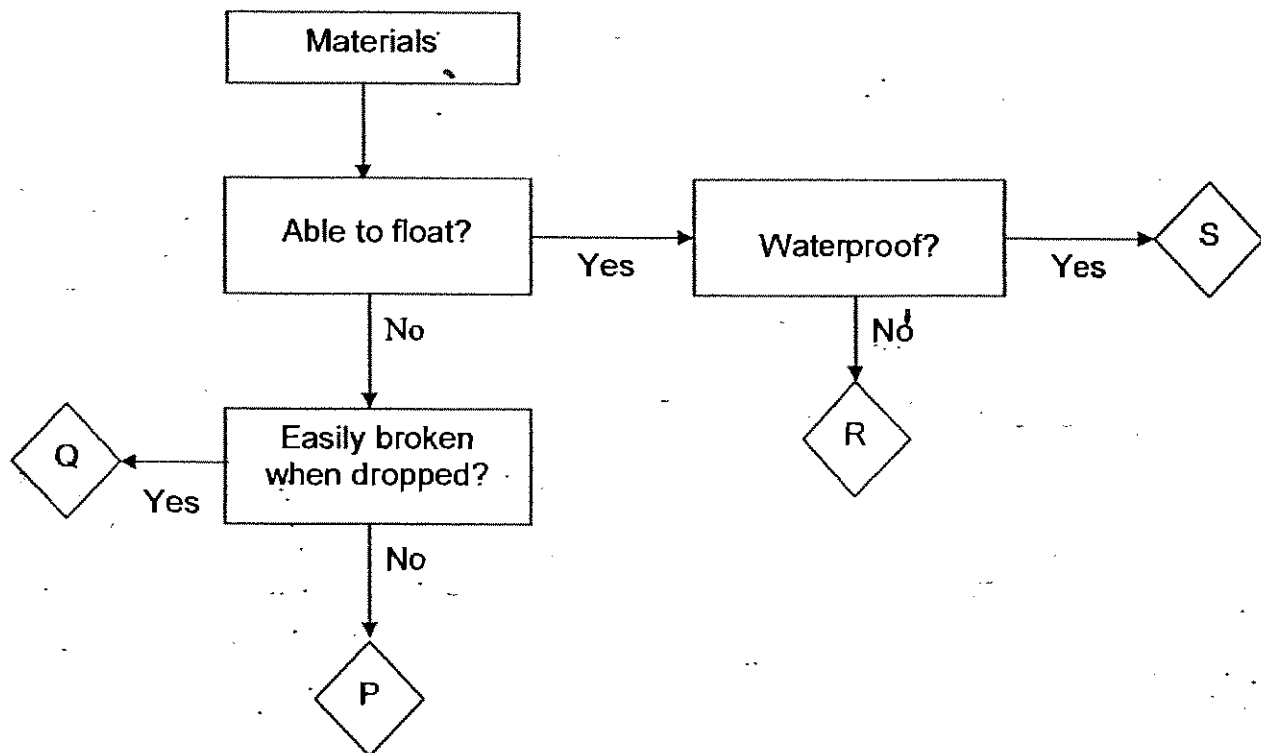 Materials
Able to float?
Yes
Waterproof?
Yes
S
No
No
R
Easily broken
when dropped?
Q
Yes
No
P